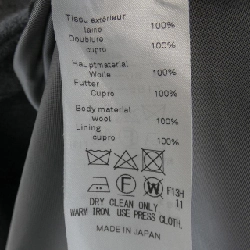 Tissu extérieur
laine 100%
Doublure
cupro 100%
Hauptmaterial
Wolle 100%
Futter
Cupro 100%
Body material
wool 100%
Lining
cupro 100%
F W F13H
11
DRY CLEAN ONLY
WARM IRON, USE PRESS CLOTH.
MADE IN JAPAN